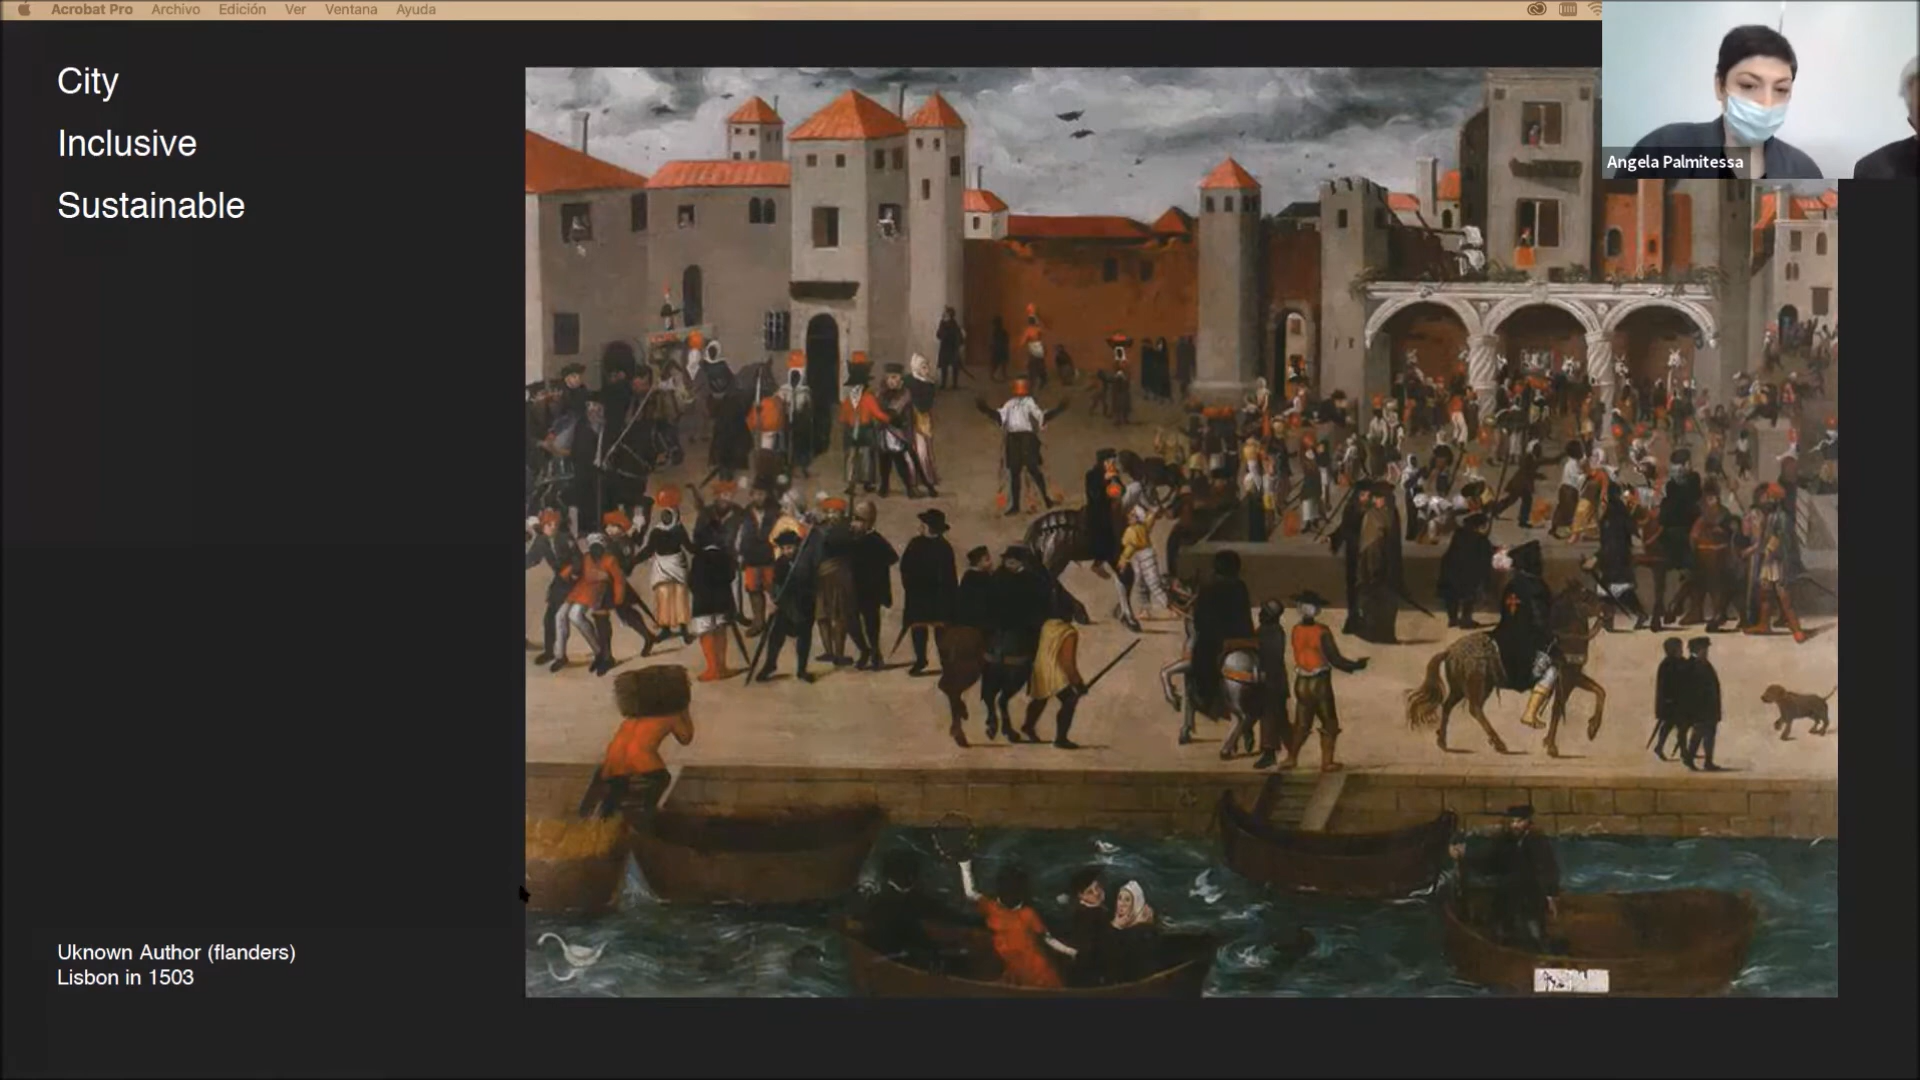 Acrobat Pro Archivo Edición Ver Ventana Ayuda
City
Inclusive
Sustainable
Angela Palmitessa
Uknown Author (flanders)
Lisbon in 1503